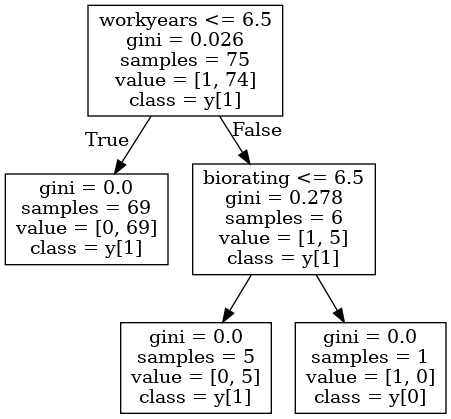 workyears <= 6.5
gini = 0.026
samples = 75
value = [1, 74]
class = y[1]
True
False
gini = 0.0
samples = 69
value = [0, 69]
class = y[1]
biorating <= 6.5
gini = 0.278
samples = 6
value = [1, 5]
class = y[1]
gini = 0.0
samples = 5
value = [0, 5]
class = y[1]
gini = 0.0
samples = 1
value = [1, 0]
class = y[0]